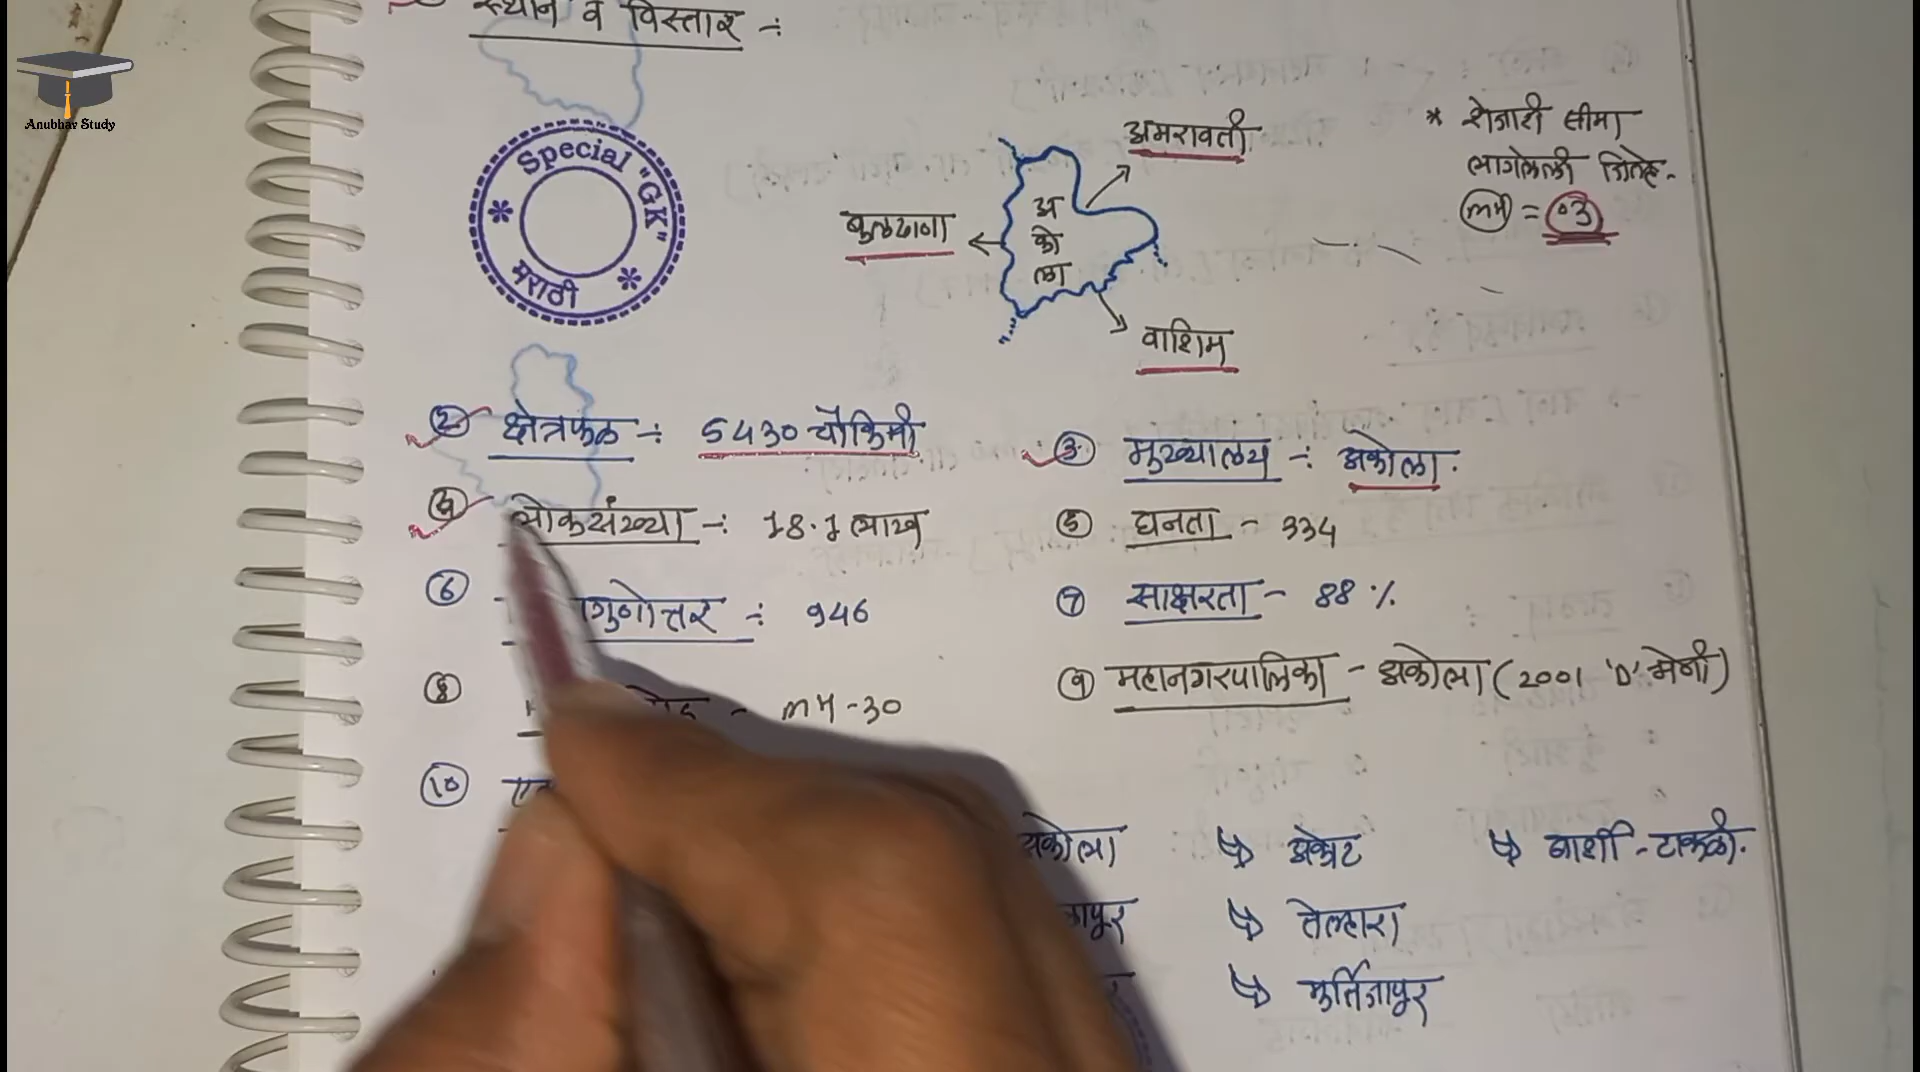 स्थान व विस्तार -:
Anubhav Study
Special "GK"
मराठी
अमरावती
बुलढाणा
अ
को
ला
वाशिम
* शेजारी सीमा
लागलेली जिल्हे-
MH = 03
② क्षेत्रफळ -: 5430 चौकिमी
③ मुख्यालय -: अकोला.
④ लोकसंख्या -: 18.1 लाख
⑤ घनता - 334
⑥ गुणोत्तर -: 946
⑦ साक्षरता - 88 %
⑧ - MH-30
⑨ महानगरपालिका - अकोला (2001 'D' श्रेणी)
⑩
अकोला ↳ अकोट ↳ बार्शी-टाकळी.
↳ तेल्हारा
↳ मुर्तिजापूर